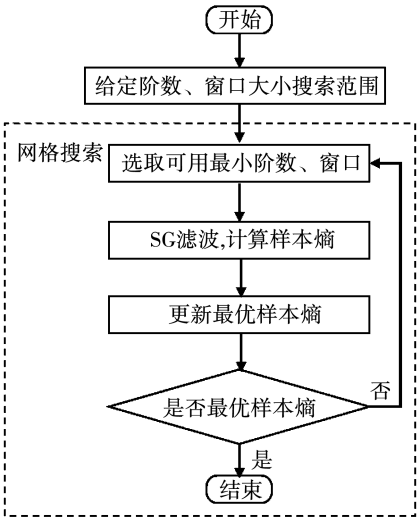 开始
给定阶数、窗口大小搜索范围
网格搜索
选取可用最小阶数、窗口
SG滤波,计算样本熵
更新最优样本熵
是否最优样本熵
否
是
结束